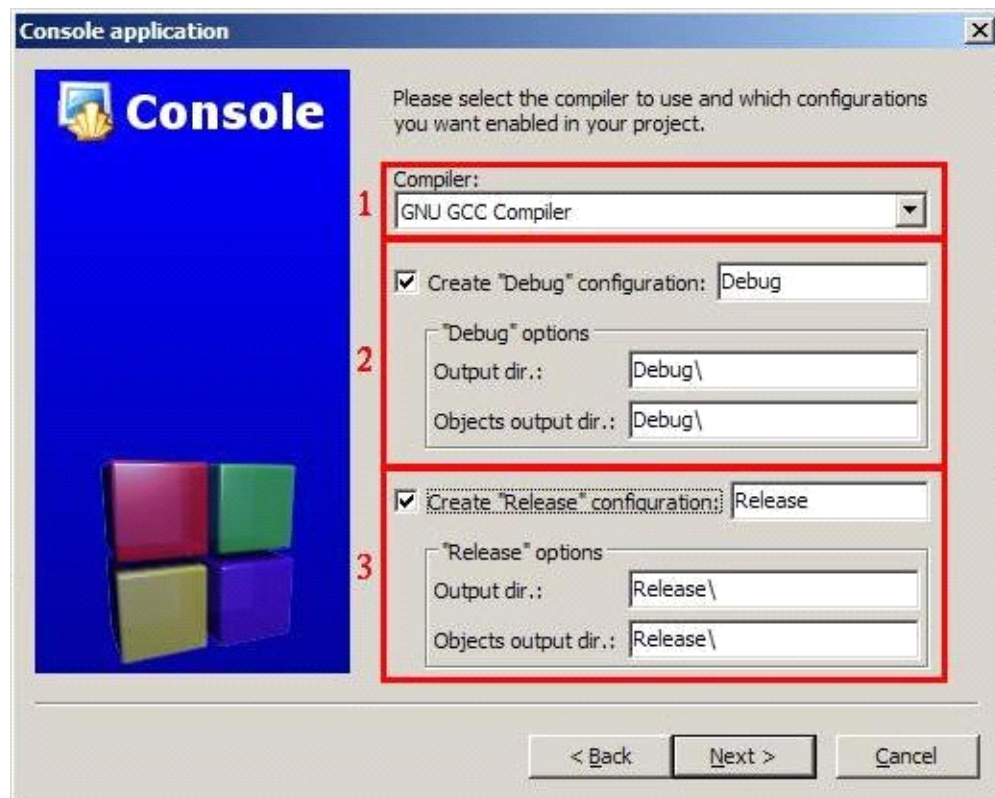 Console application
Console
Please select the compiler to use and which configurations
you want enabled in your project.
1
Compiler:
GNU GCC Compiler
2
Create "Debug" configuration: Debug
"Debug" options
Output dir.: Debug\
Objects output dir.: Debug\
3
Create "Release" configuration: Release
"Release" options
Output dir.: Release\
Objects output dir.: Release\
< Back Next > Cancel